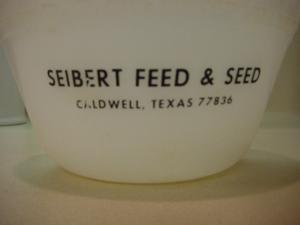 SEIBERT FEED & SEED
CALDWELL, TEXAS 77836